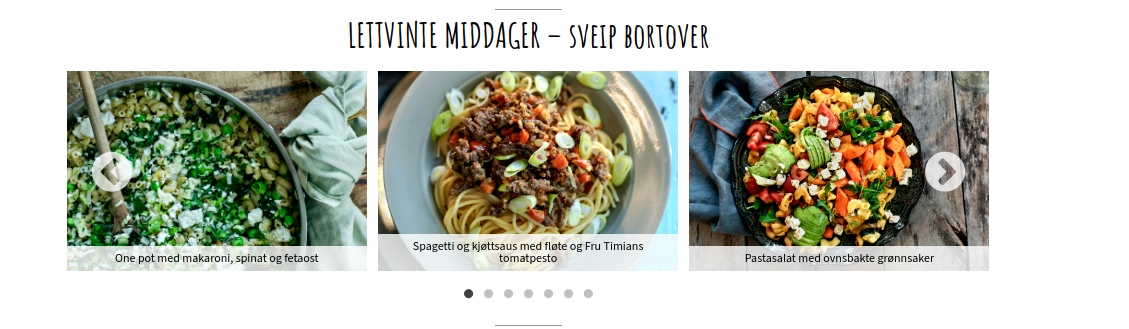 LETTVINTE MIDDAGER – SVEIP BORTOVER
One pot med makaroni, spinat og fetaost
Spagetti og kjøttsaus med fløte og Fru Timians
tomatpesto
Pastasalat med ovnsbakte grønnsaker